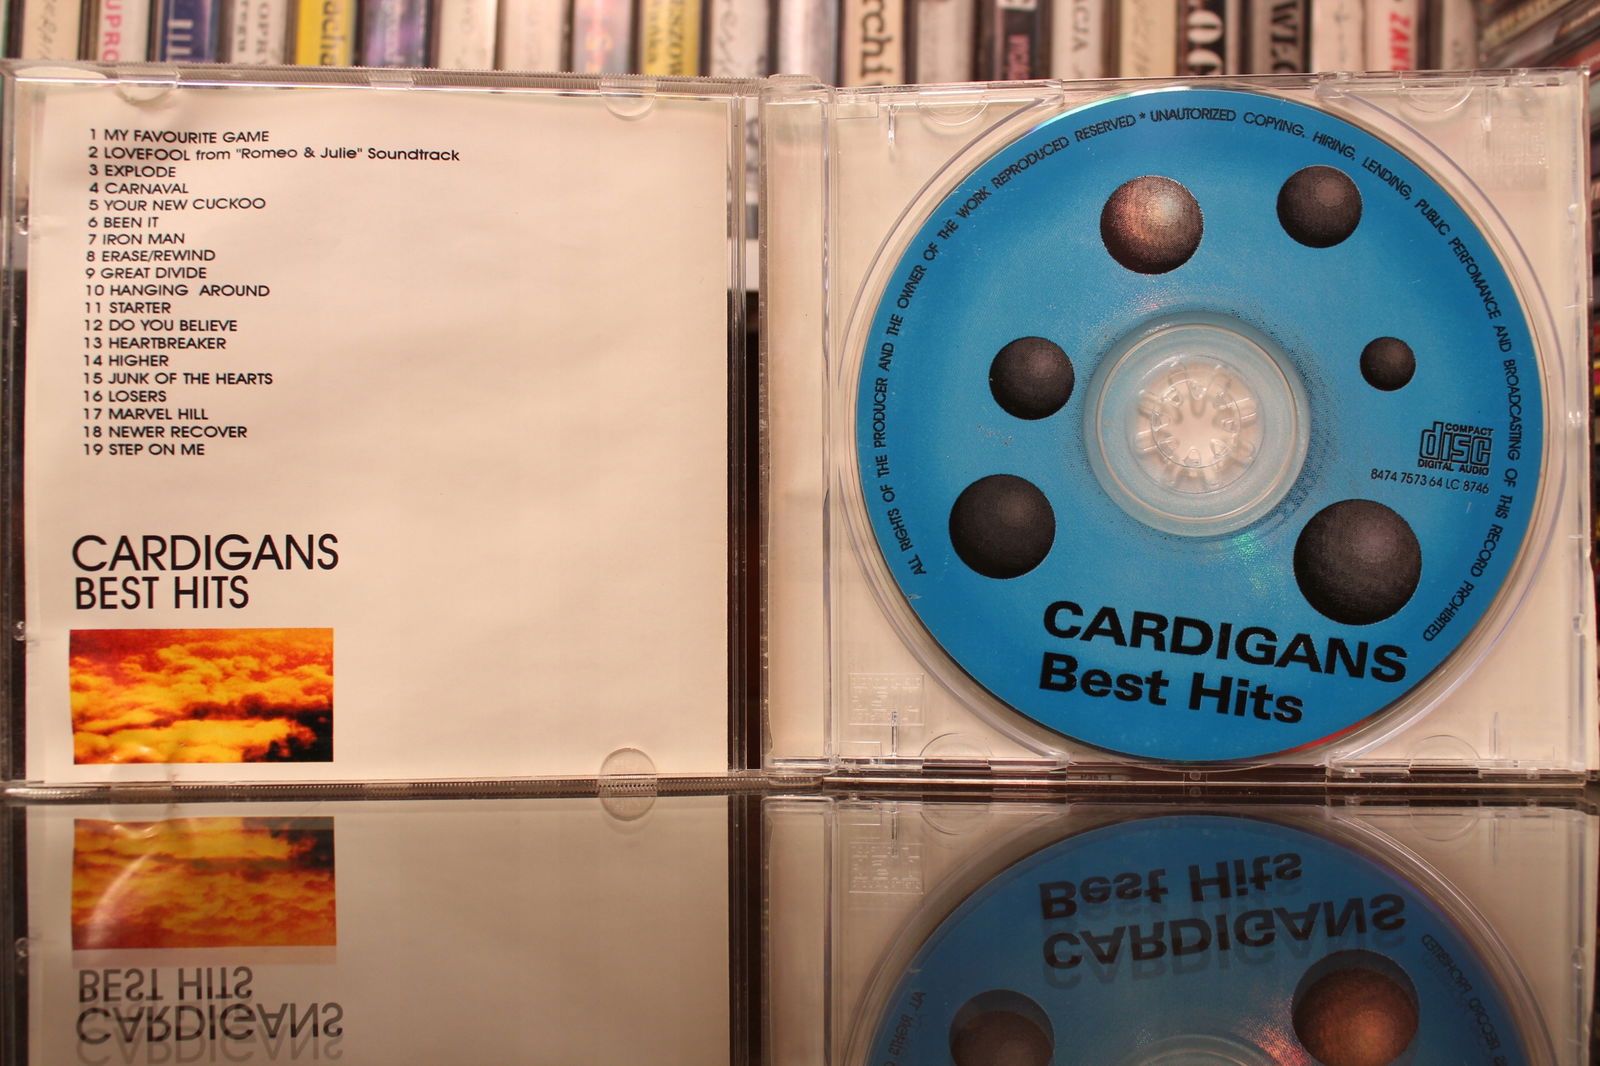 1 MY FAVOURITE GAME
2 LOVEFOOL from "Romeo & Julie" Soundtrack
3 EXPLODE
4 CARNAVAL
5 YOUR NEW CUCKOO
6 BEEN IT
7 IRON MAN
8 ERASE/REWIND
9 GREAT DIVIDE
10 HANGING AROUND
11 STARTER
12 DO YOU BELIEVE
13 HEARTBREAKER
14 HIGHER
15 JUNK OF THE HEARTS
16 LOSERS
17 MARVEL HILL
18 NEWER RECOVER
19 STEP ON ME
CARDIGANS
BEST HITS
ALL RIGHTS OF THE PRODUCER AND THE OWNER OF THE WORK REPRODUCED RESERVED * UNAUTORIZED COPYING, HIRING, LENDING, PUBLIC PERFOMANCE AND BROADCASTING OF THIS RECORD PROHIBITED
COMPACT
disc
DIGITAL AUDIO
8474 7573 64 LC 8746
CARDIGANS
Best Hits